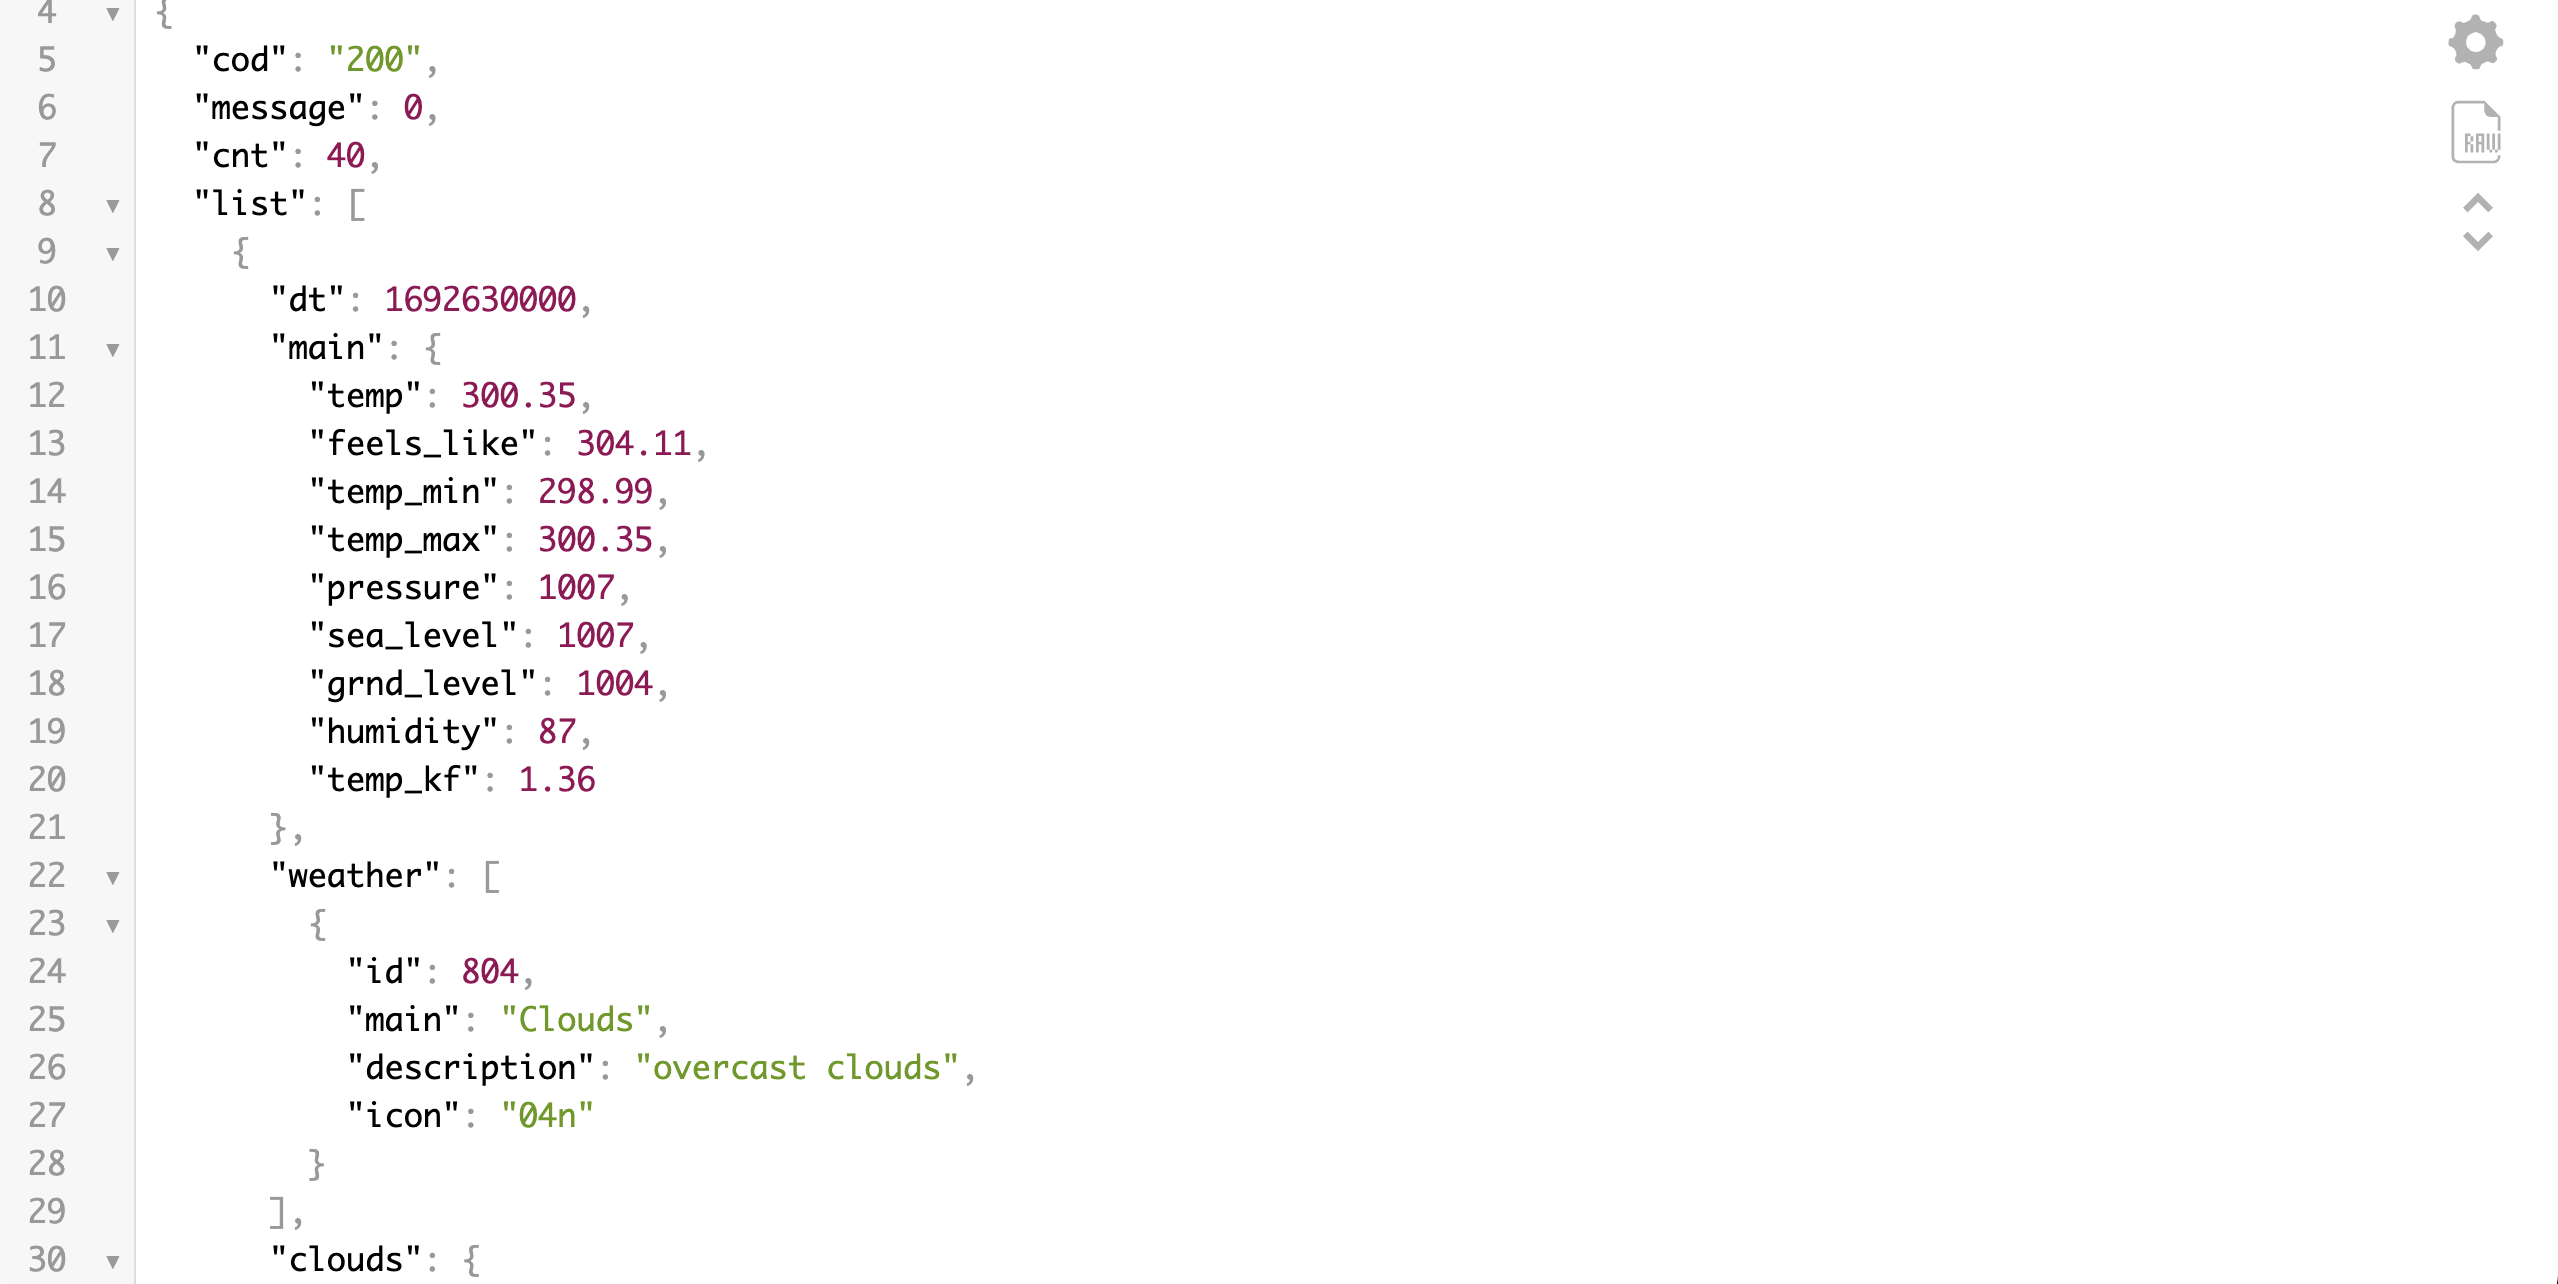 4 {
5 "cod": "200",
6 "message": 0,
7 "cnt": 40,
8 "list": [
9 {
10 "dt": 1692630000,
11 "main": {
12 "temp": 300.35,
13 "feels_like": 304.11,
14 "temp_min": 298.99,
15 "temp_max": 300.35,
16 "pressure": 1007,
17 "sea_level": 1007,
18 "grnd_level": 1004,
19 "humidity": 87,
20 "temp_kf": 1.36
21 },
22 "weather": [
23 {
24 "id": 804,
25 "main": "Clouds",
26 "description": "overcast clouds",
27 "icon": "04n"
28 }
29 ],
30 "clouds": {
RAW